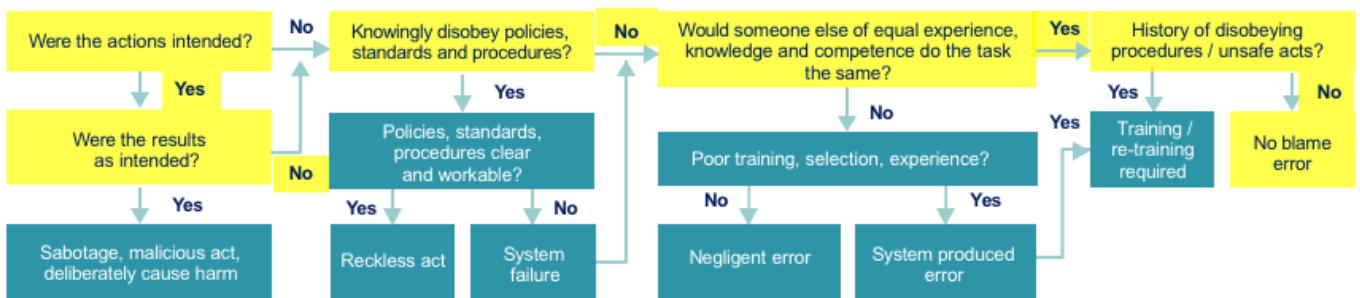 Were the actions intended?
No
Knowingly disobey policies,
standards and procedures?
No
Would someone else of equal experience,
knowledge and competence do the task
the same?
Yes
History of disobeying
procedures / unsafe acts?
Yes
Were the results
as intended?
No
Yes
Policies, standards,
procedures clear
and workable?
No
Poor training, selection, experience?
Yes
Yes
Training /
re-training
required
No
No blame
error
Yes
Sabotage, malicious act,
deliberately cause harm
Yes
Reckless act
No
System
failure
No
Negligent error
Yes
System produced
error